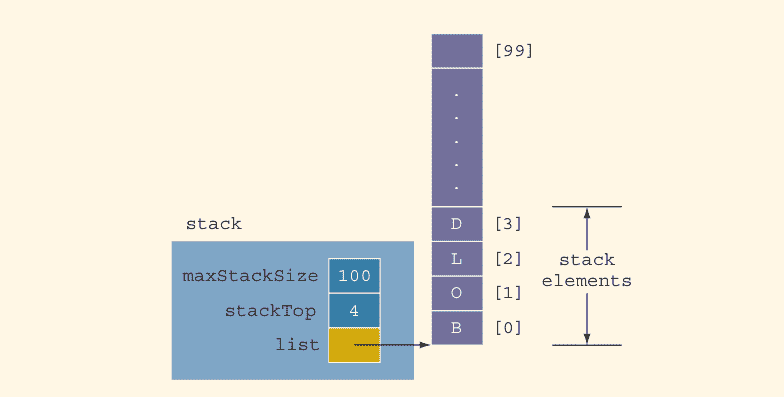 [99]
.
.
.
.
.
stack
D [3]
L [2]
O [1]
B [0]
stack
elements
maxStackSize 100
stackTop 4
list